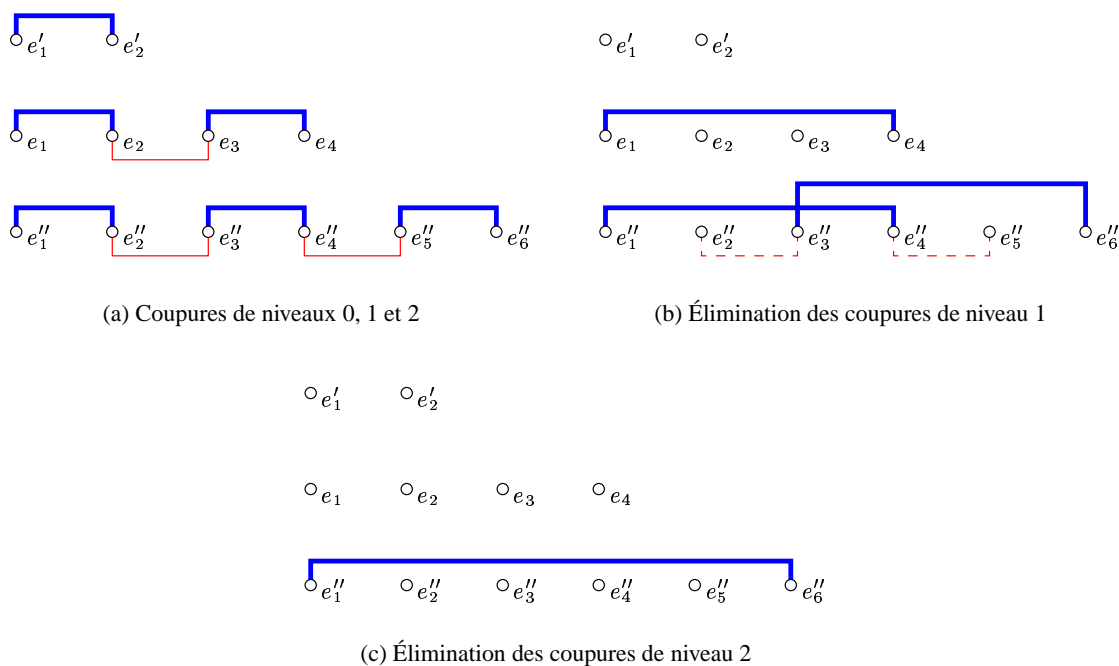 e′₁ e′₂ e′₁ e′₂
e₁ e₂ e₃ e₄ e₁ e₂ e₃ e₄
e″₁ e″₂ e″₃ e″₄ e″₅ e″₆ e″₁ e″₂ e″₃ e″₄ e″₅ e″₆
(a) Coupures de niveaux 0, 1 et 2
(b) Élimination des coupures de niveau 1
e′₁ e′₂
e₁ e₂ e₃ e₄
e″₁ e″₂ e″₃ e″₄ e″₅ e″₆
(c) Élimination des coupures de niveau 2